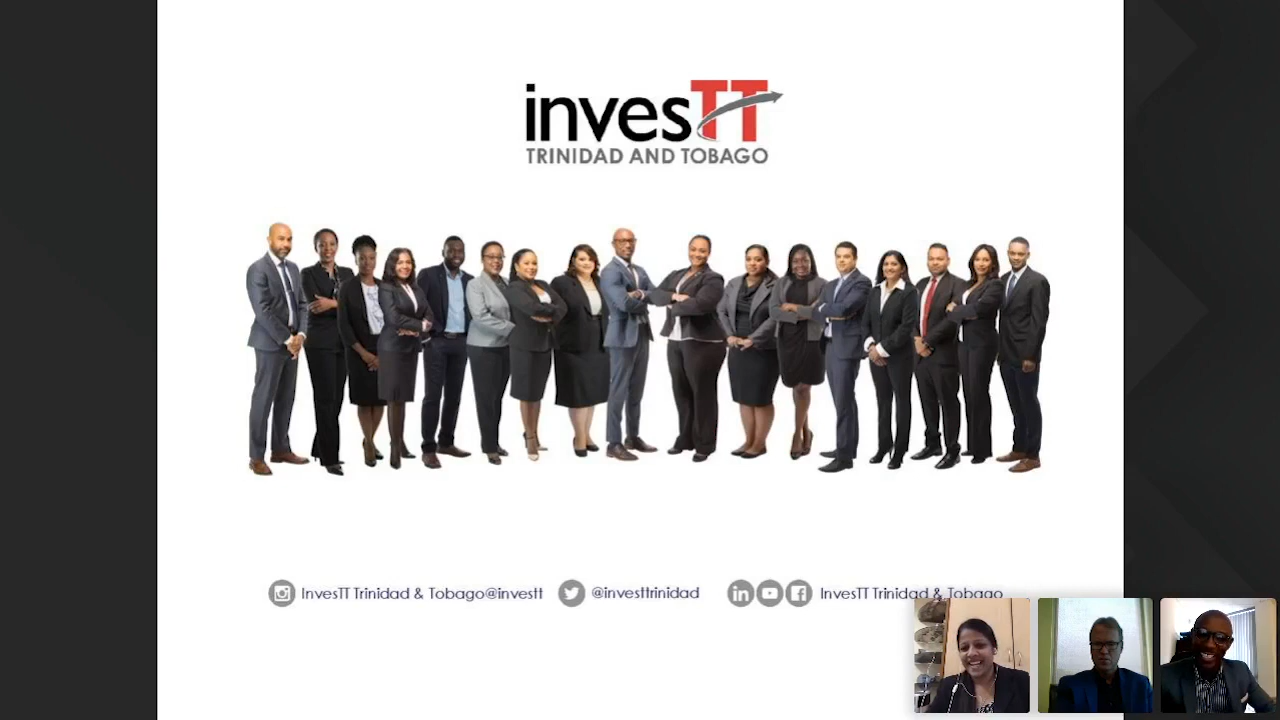 invesTT
TRINIDAD AND TOBAGO
InvesTT Trinidad & Tobago@investt @investtrinidad InvesTT Trinidad & Tobago